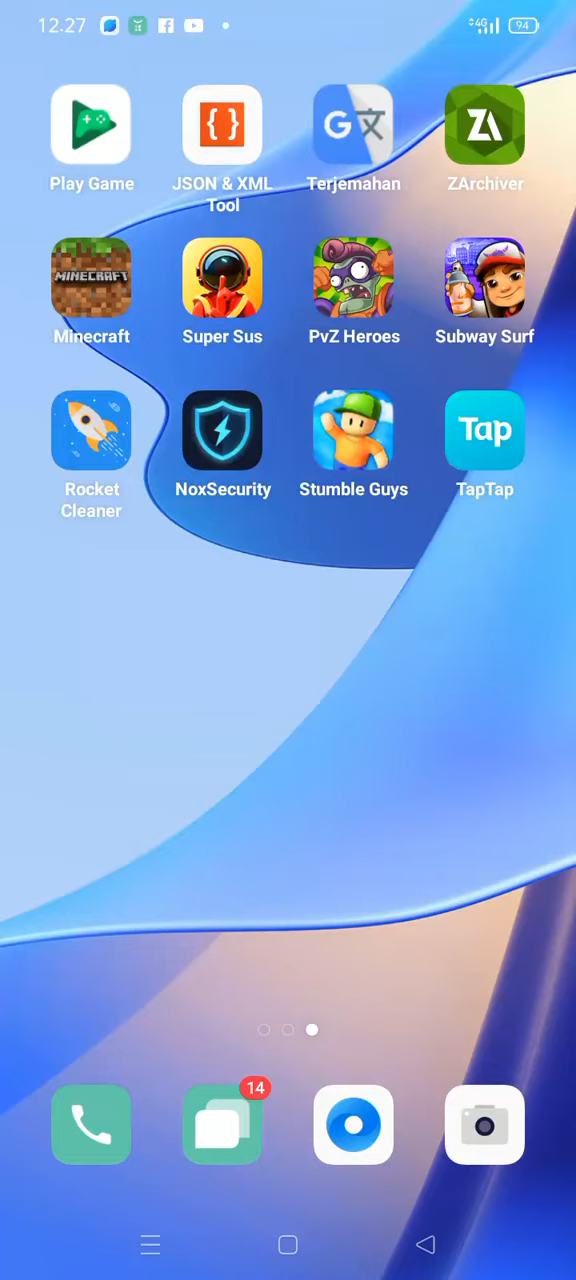 12.27
4G
94
Play Game
JSON & XML
Tool
Terjemahan
ZArchiver
MINECRAFT
Minecraft
Super Sus
PvZ Heroes
Subway Surf
Tap
Rocket
Cleaner
NoxSecurity
Stumble Guys
TapTap
14